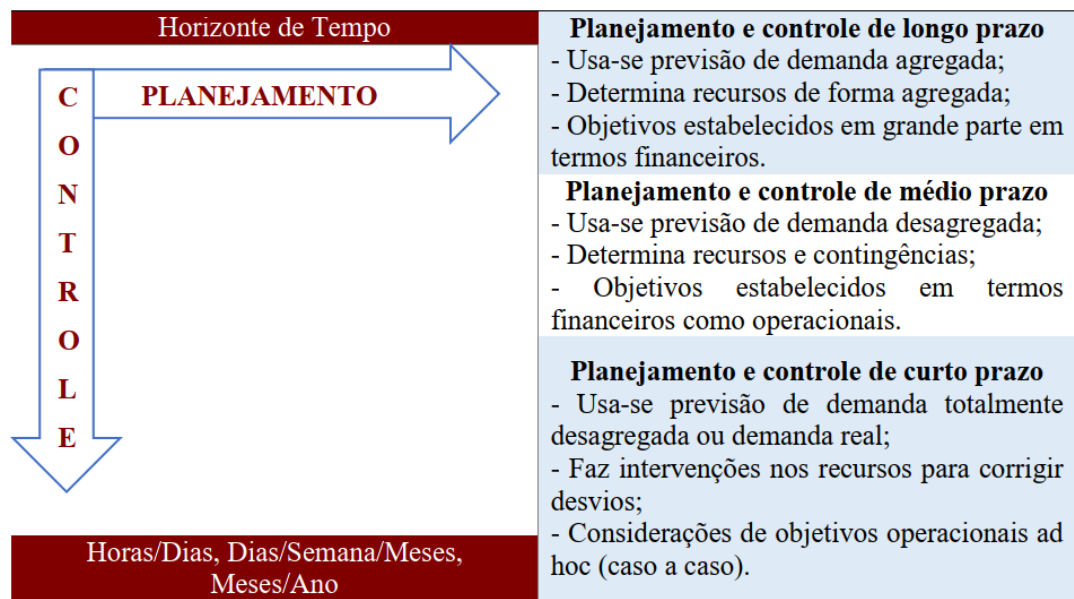 Horizonte de Tempo
PLANEJAMENTO
C
O
N
T
R
O
L
E
Horas/Dias, Dias/Semana/Meses,
Meses/Ano
Planejamento e controle de longo prazo
- Usa-se previsão de demanda agregada;
- Determina recursos de forma agregada;
- Objetivos estabelecidos em grande parte em
termos financeiros.
Planejamento e controle de médio prazo
- Usa-se previsão de demanda desagregada;
- Determina recursos e contingências;
- Objetivos estabelecidos em termos
financeiros como operacionais.
Planejamento e controle de curto prazo
- Usa-se previsão de demanda totalmente
desagregada ou demanda real;
- Faz intervenções nos recursos para corrigir
desvios;
- Considerações de objetivos operacionais ad
hoc (caso a caso).